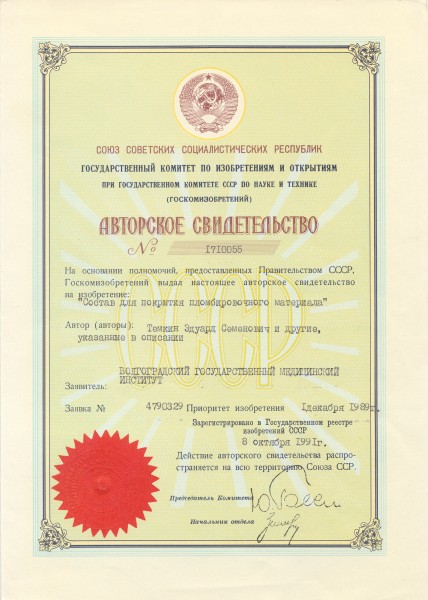 СОЮЗ СОВЕТСКИХ СОЦИАЛИСТИЧЕСКИХ РЕСПУБЛИК
ГОСУДАРСТВЕННЫЙ КОМИТЕТ ПО ИЗОБРЕТЕНИЯМ И ОТКРЫТИЯМ
ПРИ ГОСУДАРСТВЕННОМ КОМИТЕТЕ СССР ПО НАУКЕ И ТЕХНИКЕ
(ГОСКОМИЗОБРЕТЕНИЙ)
АВТОРСКОЕ СВИДЕТЕЛЬСТВО
№ 1710055
На основании полномочий, предоставленных Правительством СССР,
Госкомизобретений выдал настоящее авторское свидетельство
на изобретение:
"Состав для покрытия пломбировочного материала"
Автор (авторы): Темкин Эдуард Семенович и другие,
указанные в описании
СССР
ВОЛГОГРАДСКИЙ ГОСУДАРСТВЕННЫЙ МЕДИЦИНСКИЙ
ИНСТИТУТ
Заявитель:
Заявка № 4790329 Приоритет изобретения 1декабря 1989г.
Зарегистрировано в Государственном реестре
изобретений СССР
8 октября 1991г.
Действие авторского свидетельства распро-
страняется на всю территорию Союза ССР.
Председатель Комитета
Начальник отдела